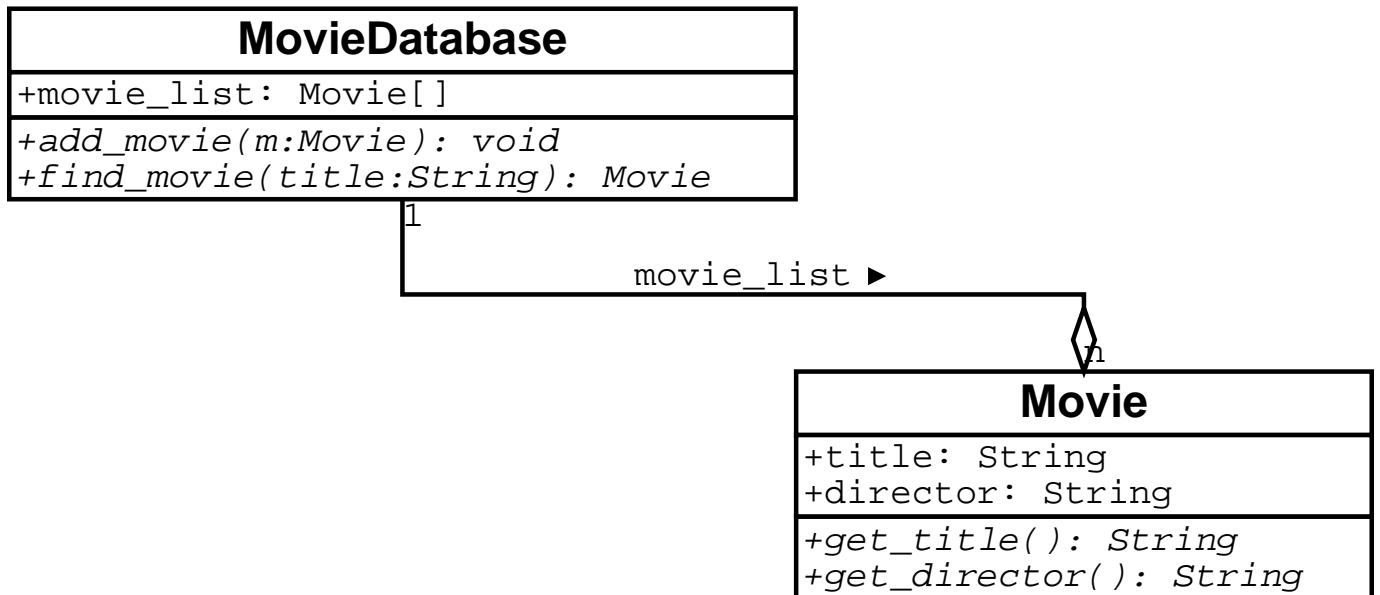 MovieDatabase
+movie_list: Movie[]
+add_movie(m:Movie): void
+find_movie(title:String): Movie
1
movie_list ►
n
Movie
+title: String
+director: String
+get_title(): String
+get_director(): String